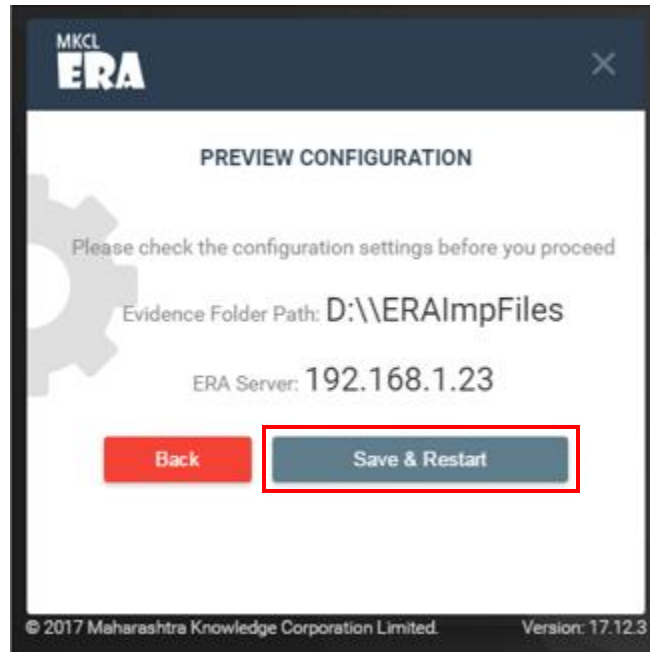 MKCL
ERA
PREVIEW CONFIGURATION
Please check the configuration settings before you proceed
Evidence Folder Path: D:\\ERAImpFiles
ERA Server: 192.168.1.23
Back Save & Restart
© 2017 Maharashtra Knowledge Corporation Limited. Version: 17.12.3